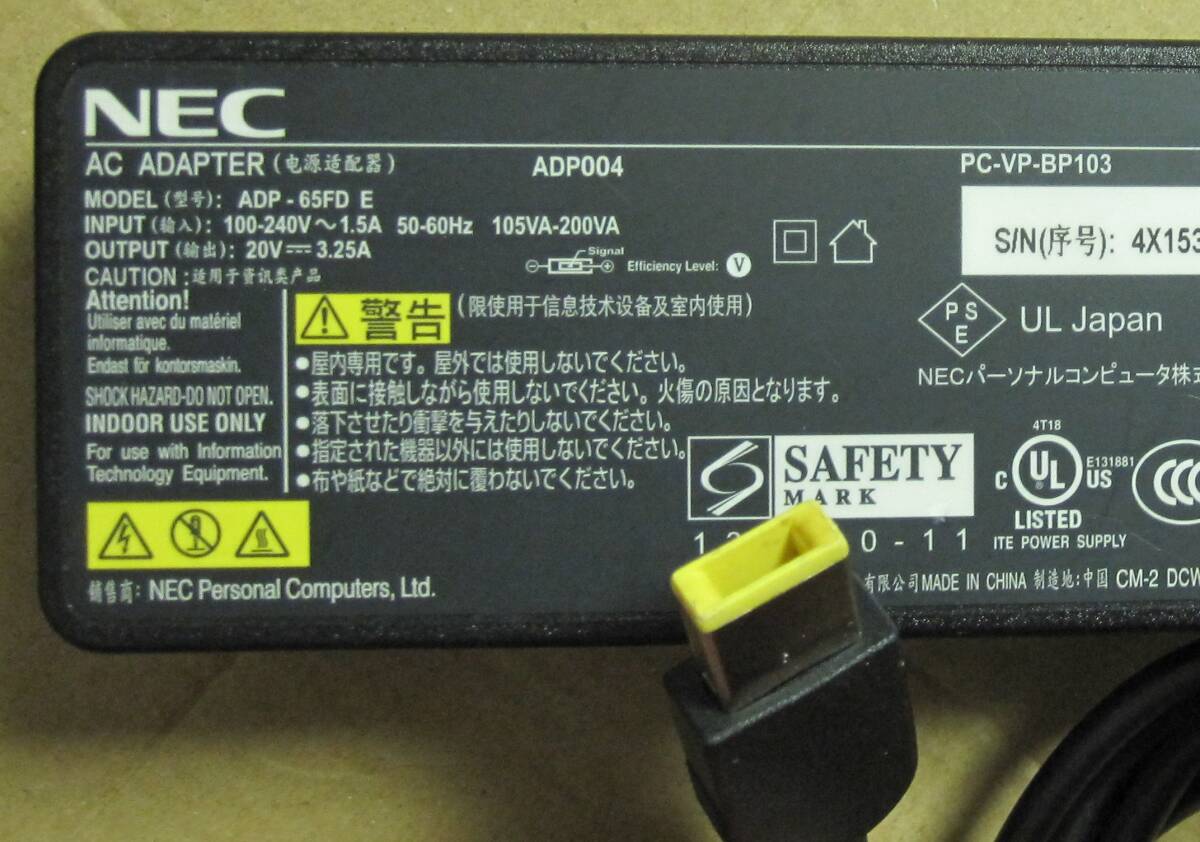 NEC
AC ADAPTER (电源适配器) ADP004 PC-VP-BP103
MODEL (型号): ADP-65FD E
INPUT (输入): 100-240V～1.5A 50-60Hz 105VA-200VA
OUTPUT (输出): 20V⎓3.25A
S/N(序号): 4X153
Signal
Efficiency Level: V
CAUTION :适用于资讯类产品
Attention!
Utiliser avec du matériel
informatique.
Endast för kontorsmaskin.
SHOCK HAZARD-DO NOT OPEN.
INDOOR USE ONLY
For use with Information
Technology Equipment.
警告 (限使用于信息技术设备及室内使用)
●屋内専用です。屋外では使用しないでください。
●表面に接触しながら使用しないでください。火傷の原因となります。
●落下させたり衝撃を与えたりしないでください。
●指定された機器以外には使用しないでください。
●布や紙などで絶対に覆わないでください。
PS
E
UL Japan
NECパーソナルコンピュータ株式
SAFETY
MARK
0-11
4T18
C UL US E131881
LISTED
ITE POWER SUPPLY
銷售商: NEC Personal Computers, Ltd.
有限公司MADE IN CHINA 制造地:中国 CM-2 DCW